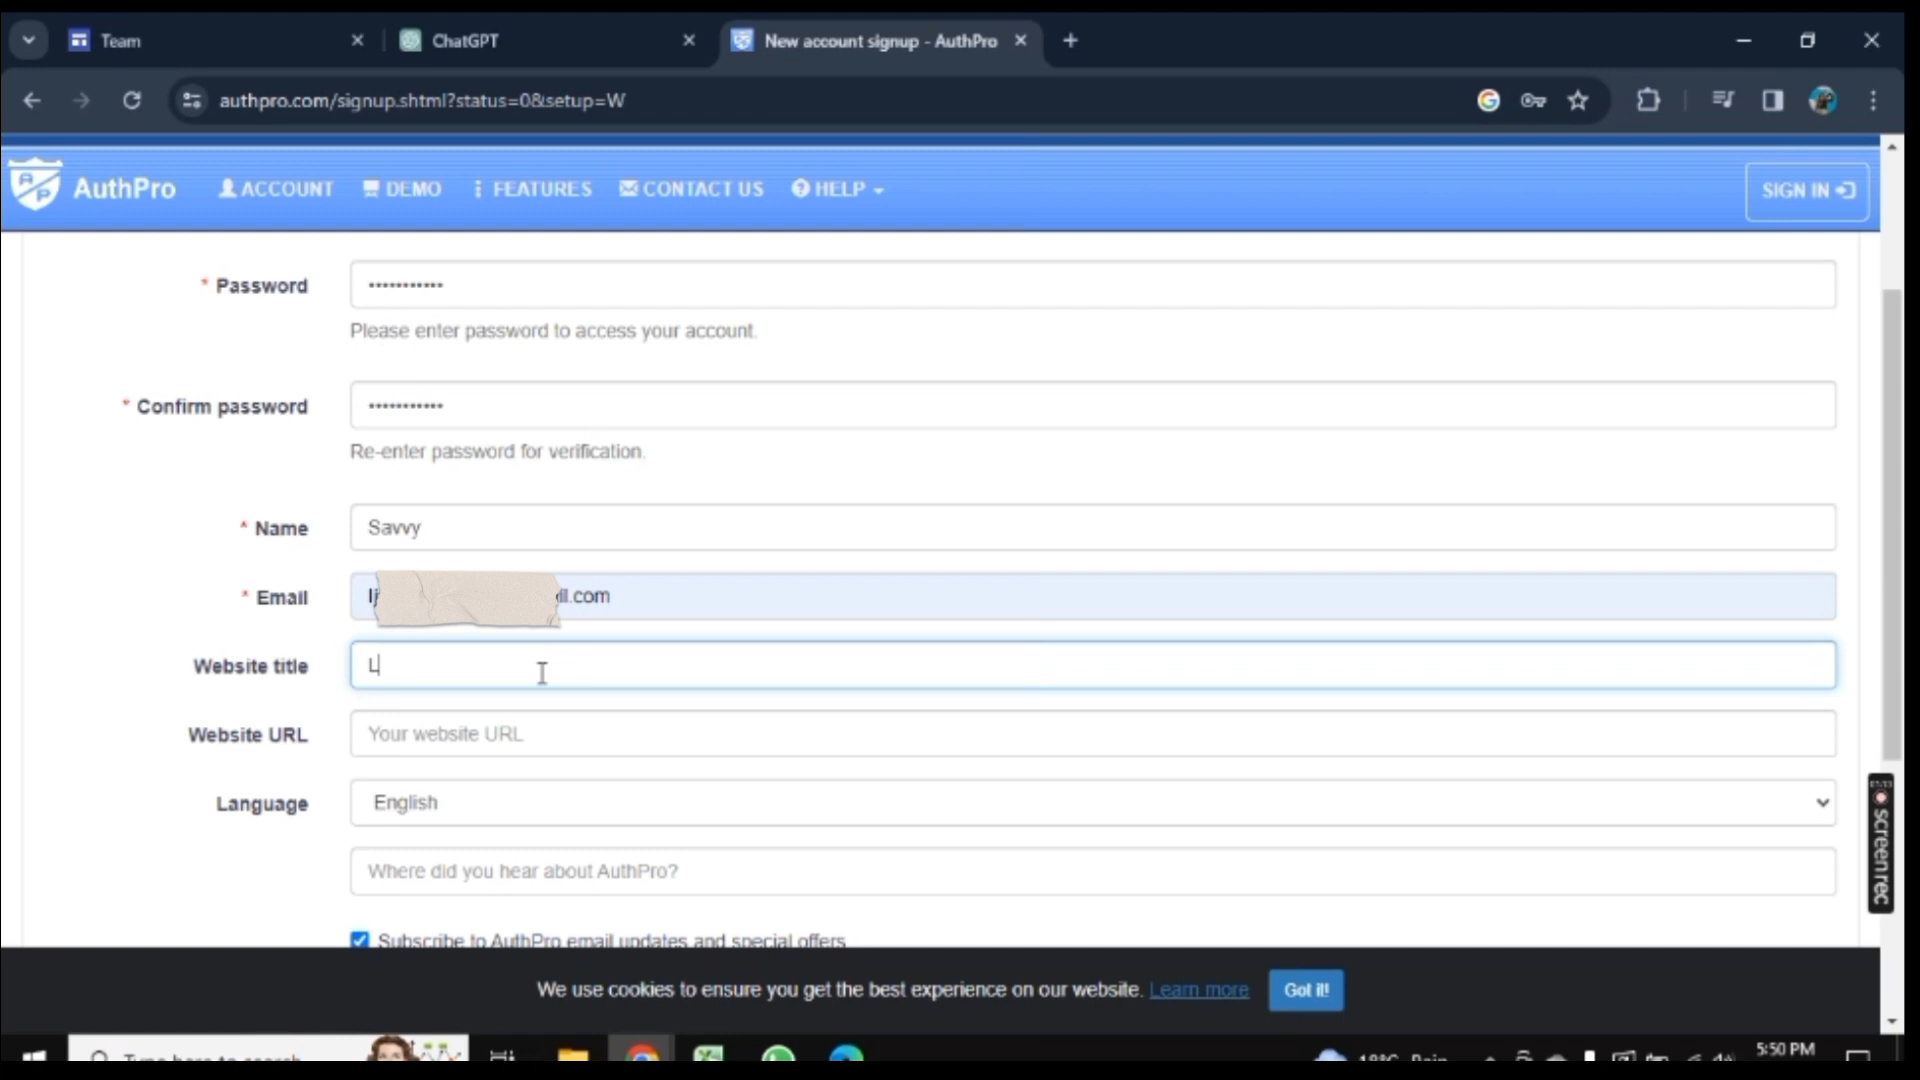 Team
ChatGPT
New account signup - AuthPro
authpro.com/signup.shtml?status=0&setup=W
AP
AuthPro
ACCOUNT
DEMO
FEATURES
CONTACT US
HELP
SIGN IN
* Password
•••••••••••
Please enter password to access your account.
* Confirm password
•••••••••••
Re-enter password for verification.
* Name
Savvy
* Email
.com
Website title
L
Website URL
Your website URL
Language
English
Where did you hear about AuthPro?
Subscribe to AuthPro email updates and special offers
We use cookies to ensure you get the best experience on our website. Learn more
Got it!
screenrec
Type here to search
18°C Rain
5:50 PM